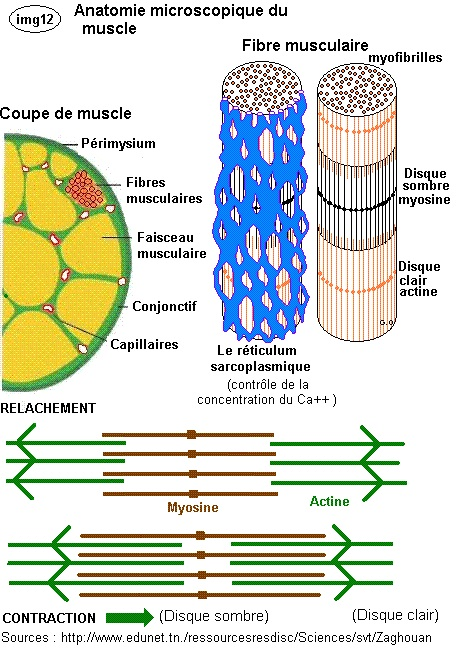 img12
Anatomie microscopique du
muscle
Fibre musculaire
myofibrilles
Coupe de muscle
Périmysium
Fibres
musculaires
Faisceau
musculaire
Conjonctif
Capillaires
Disque
sombre
myosine
Disque
clair
actine
G.O
Le réticulum
sarcoplasmique
(contrôle de la
concentration du Ca++ )
RELACHEMENT
Myosine
Actine
CONTRACTION
(Disque sombre)
(Disque clair)
Sources : http://www.edunet.tn./ressourcesresdisc/Sciences/svt/Zaghouan